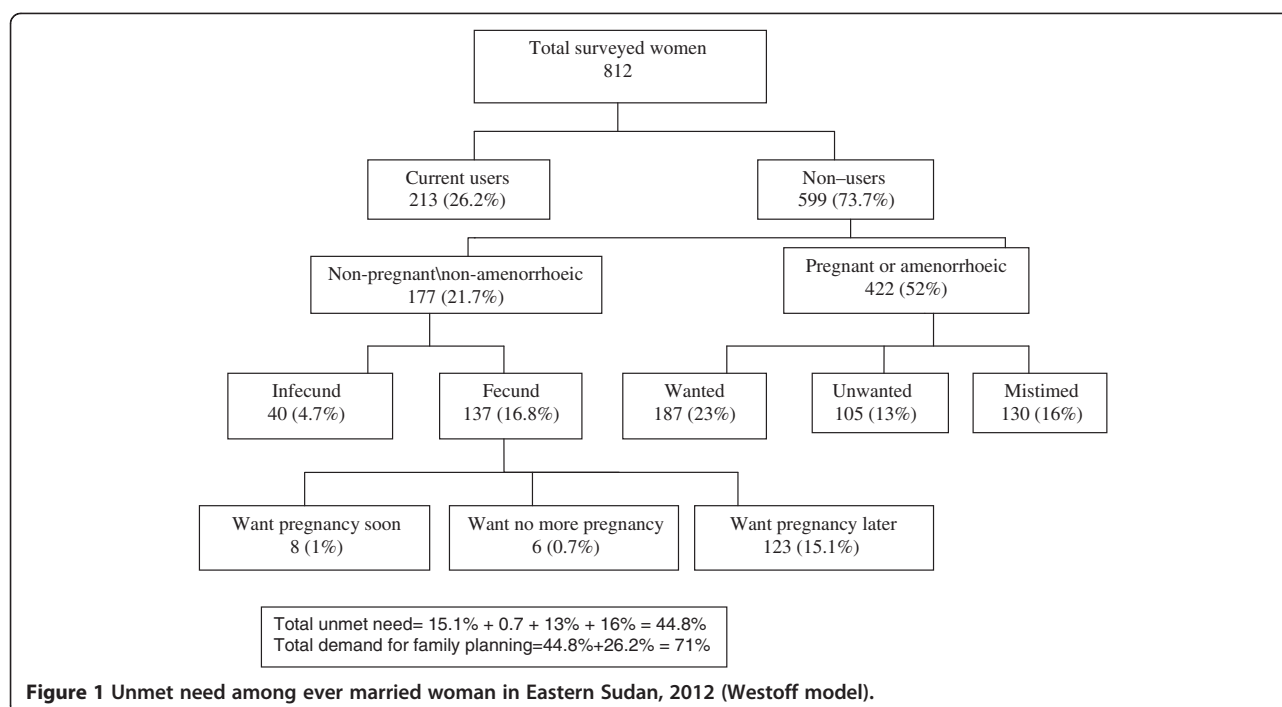 Total surveyed women
812
Current users
213 (26.2%)
Non–users
599 (73.7%)
Non-pregnant\non-amenorrhoeic
177 (21.7%)
Pregnant or amenorrhoeic
422 (52%)
Infecund
40 (4.7%)
Fecund
137 (16.8%)
Wanted
187 (23%)
Unwanted
105 (13%)
Mistimed
130 (16%)
Want pregnancy soon
8 (1%)
Want no more pregnancy
6 (0.7%)
Want pregnancy later
123 (15.1%)
Total unmet need= 15.1% + 0.7 + 13% + 16% = 44.8%
Total demand for family planning=44.8%+26.2% = 71%
Figure 1 Unmet need among ever married woman in Eastern Sudan, 2012 (Westoff model).